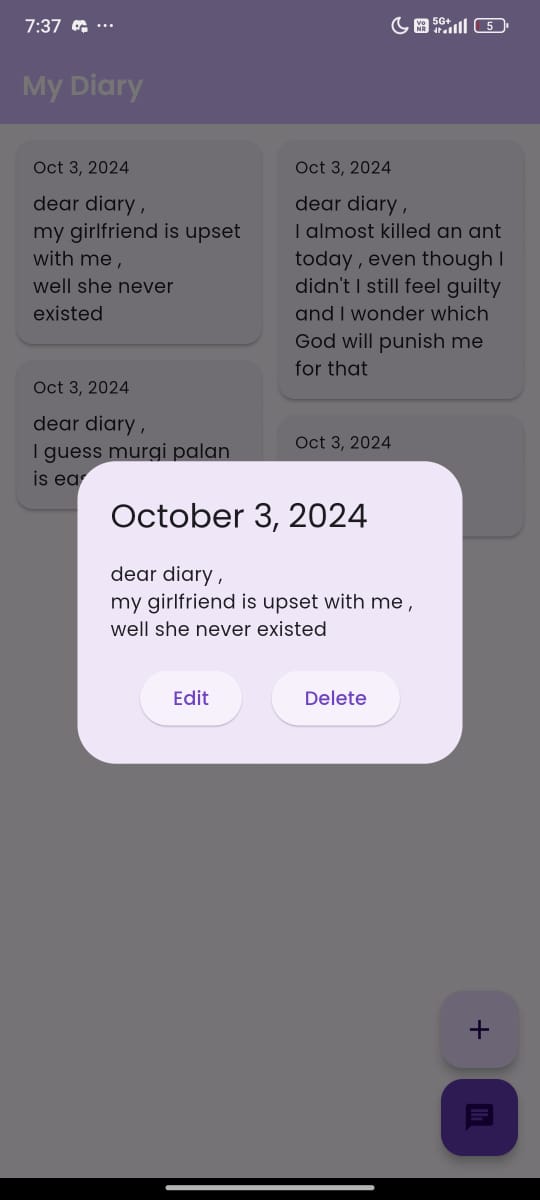 7:37
Vo
NR
5G+
5
My Diary
Oct 3, 2024
dear diary ,
my girlfriend is upset
with me ,
well she never
existed
Oct 3, 2024
dear diary ,
I almost killed an ant
today , even though I
didn't I still feel guilty
and I wonder which
God will punish me
for that
Oct 3, 2024
dear diary ,
I guess murgi palan
is
Oct 3, 2024
October 3, 2024
dear diary ,
my girlfriend is upset with me ,
well she never existed
Edit
Delete